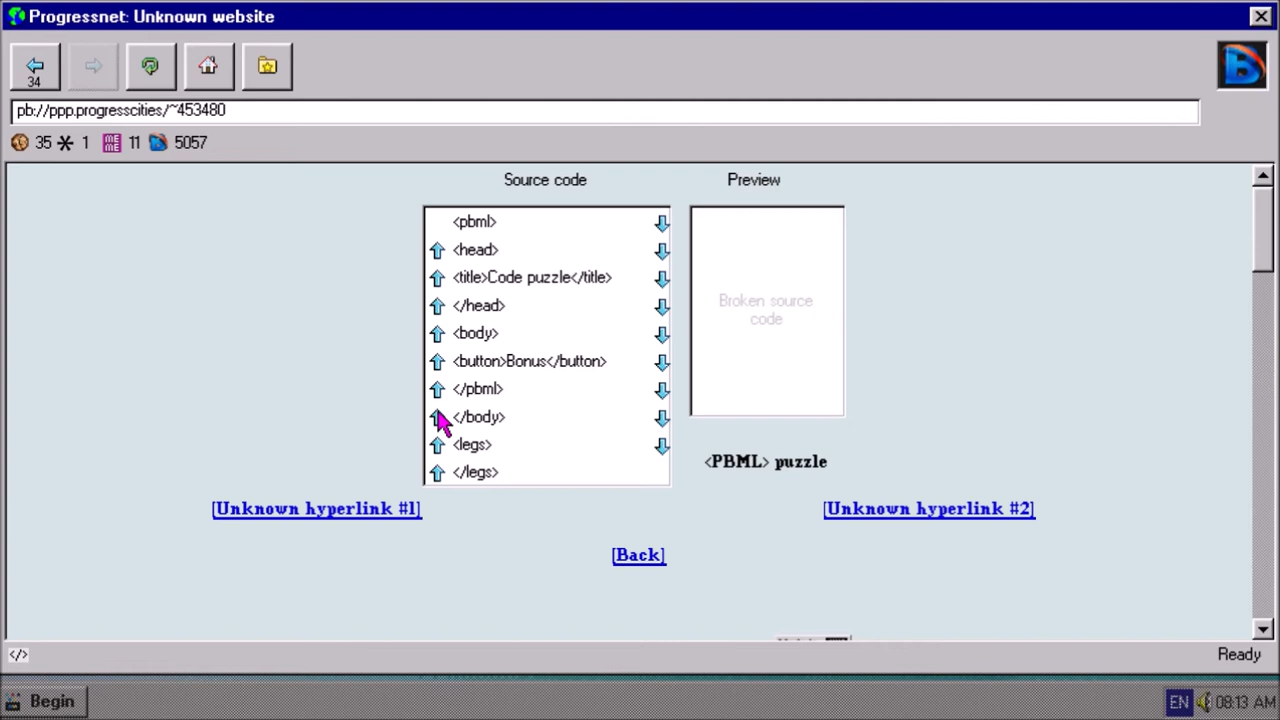 Progressnet: Unknown website
34
pb://ppp.progresscities/~453480
35 1 ME ME 11 5057
Source code
Preview
<pbml>
<head>
<title>Code puzzle</title>
</head>
<body>
<button>Bonus</button>
</pbml>
</body>
<legs>
</legs>
Broken source
code
<PBML> puzzle
[Unknown hyperlink #1]
[Unknown hyperlink #2]
[Back]
</>
Ready
Begin
EN 08:13 AM